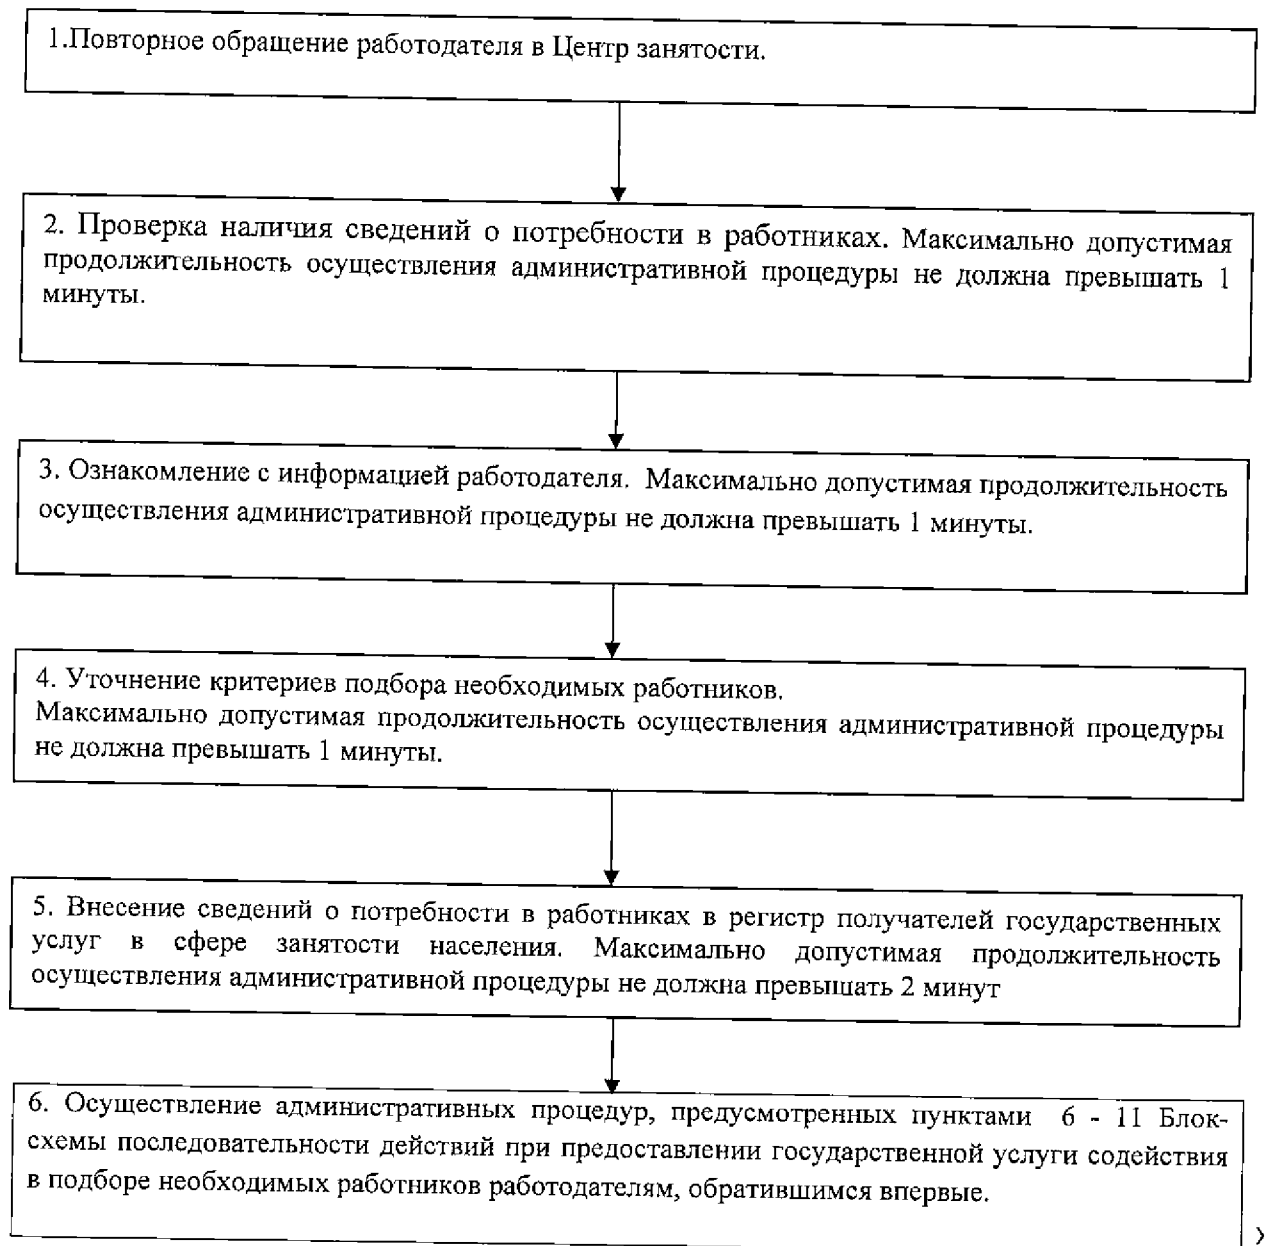 1.Повторное обращение работодателя в Центр занятости.
2. Проверка наличия сведений о потребности в работниках. Максимально допустимая
продолжительность осуществления административной процедуры не должна превышать 1
минуты.
3. Ознакомление с информацией работодателя. Максимально допустимая продолжительность
осуществления административной процедуры не должна превышать 1 минуты.
4. Уточнение критериев подбора необходимых работников.
Максимально допустимая продолжительность осуществления административной процедуры
не должна превышать 1 минуты.
5. Внесение сведений о потребности в работниках в регистр получателей государственных
услуг в сфере занятости населения. Максимально допустимая продолжительность
осуществления административной процедуры не должна превышать 2 минут
6. Осуществление административных процедур, предусмотренных пунктами 6 - 11 Блок-
схемы последовательности действий при предоставлении государственной услуги содействия
в подборе необходимых работников работодателям, обратившимся впервые.